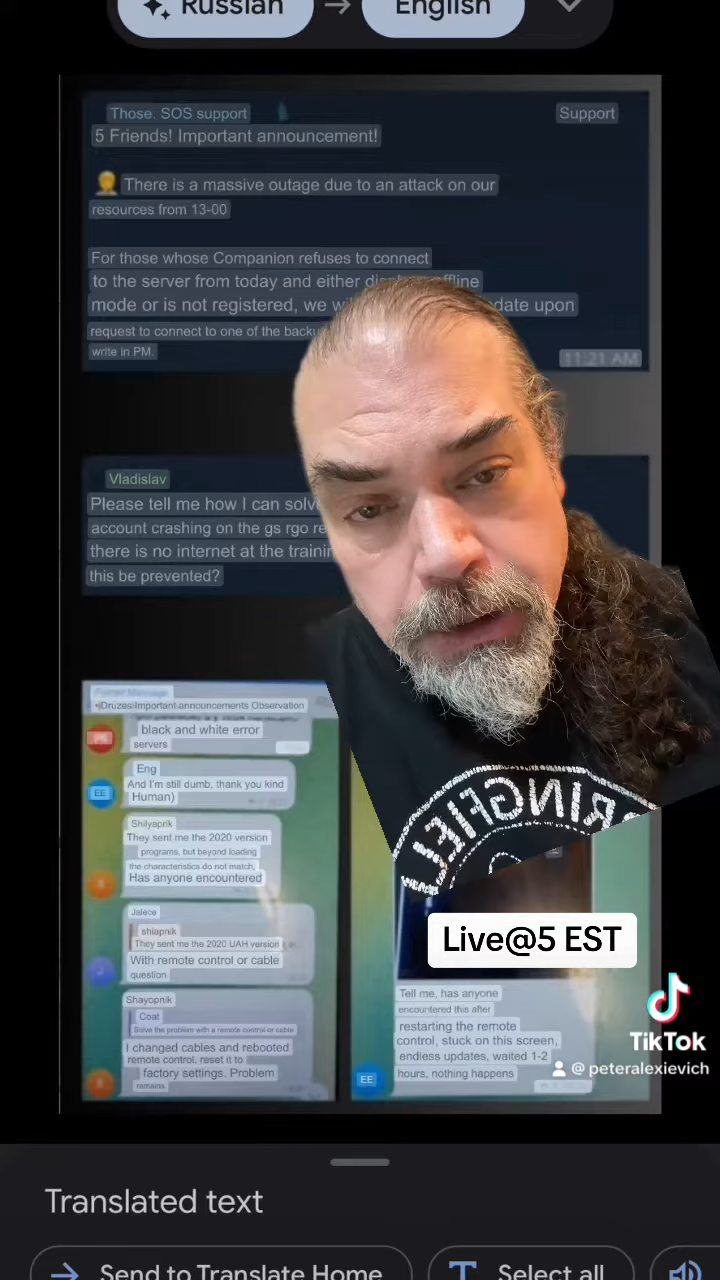 Russian → English
Those. SOS support
Support
5 Friends! Important announcement!
There is a massive outage due to an attack on our
resources from 13-00
For those whose Companion refuses to connect
to the server from today and either offline
mode or is not registered, we date upon
request to connect to one of the
write in PM.
11:21 AM
Vladislav
Please tell me how I can
account crashing on the gs rgo
there is no internet at the
this be prevented?
Druzes Important announcements Observation
black and white error
servers
Eng
EE
And I'm still dumb, thank you kind
Human)
Shilyaprik
They sent me the 2020 version
programs, but beyond loading
the characteristics do not match,
Has anyone encountered
Jalece
shiapnik
They sent me the 2020 UAH version
With remote control or cable
question
Shayopnik
Coat
Solve the problem with a remote control or cable
I changed cables and rebooted
remote control, reset it to
factory settings. Problem
remains
SPRINGFIEL
Live@5 EST
Tell me, has anyone
encountered this after
restarting the remote
control, stuck on this screen,
endless updates, waited 1-2
hours, nothing happens
EE
TikTok
@peteralexievich
Translated text
Send to Translate Home
Select all